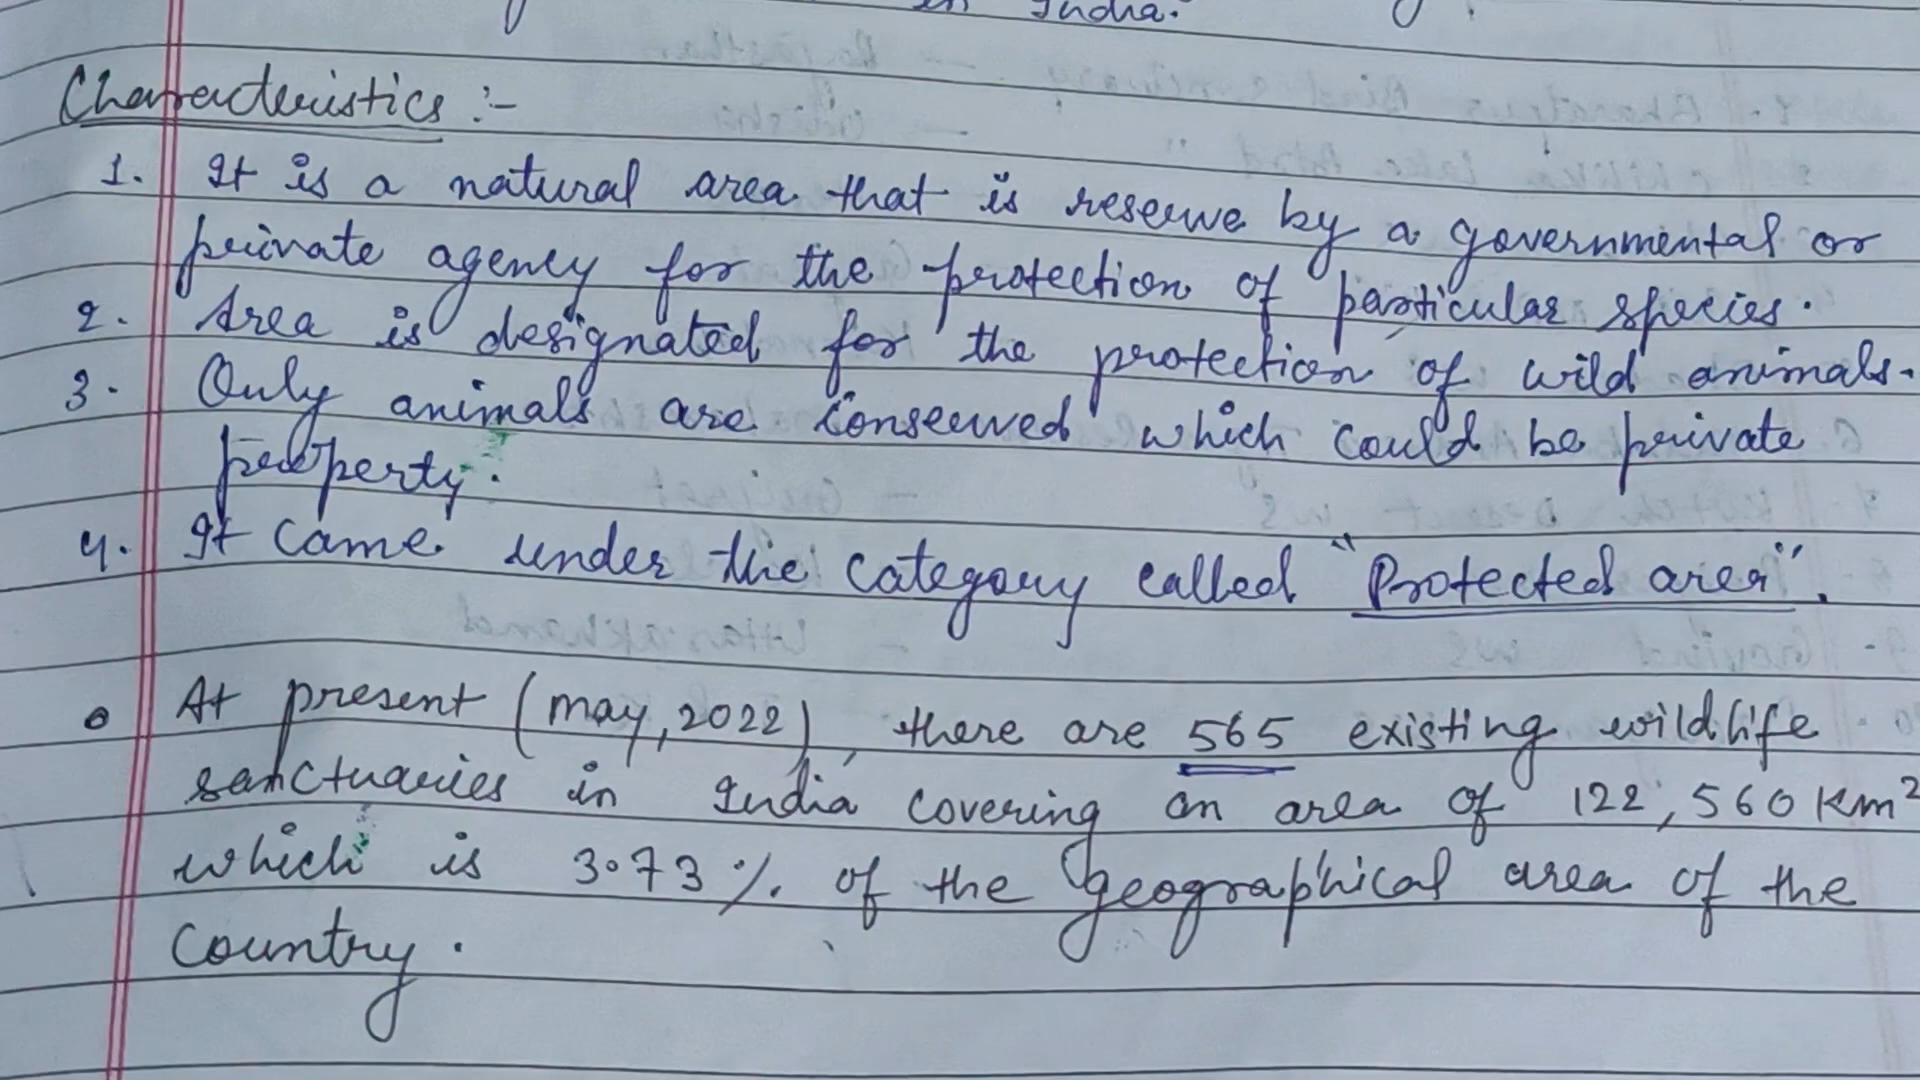 in India.
Characteristics :-
1. It is a natural area that is reserve by a governmental or
private agency for the protection of particular species.
2. Area is designated for the protection of wild animals.
3. Only animals are conserved which could be private
property.
4. It came under the category called "Protected area".
• At present (may, 2022), there are 565 existing wildlife
sanctuaries in India covering an area of 122,560 Km²
which is 3.73 % of the geographical area of the
Country.